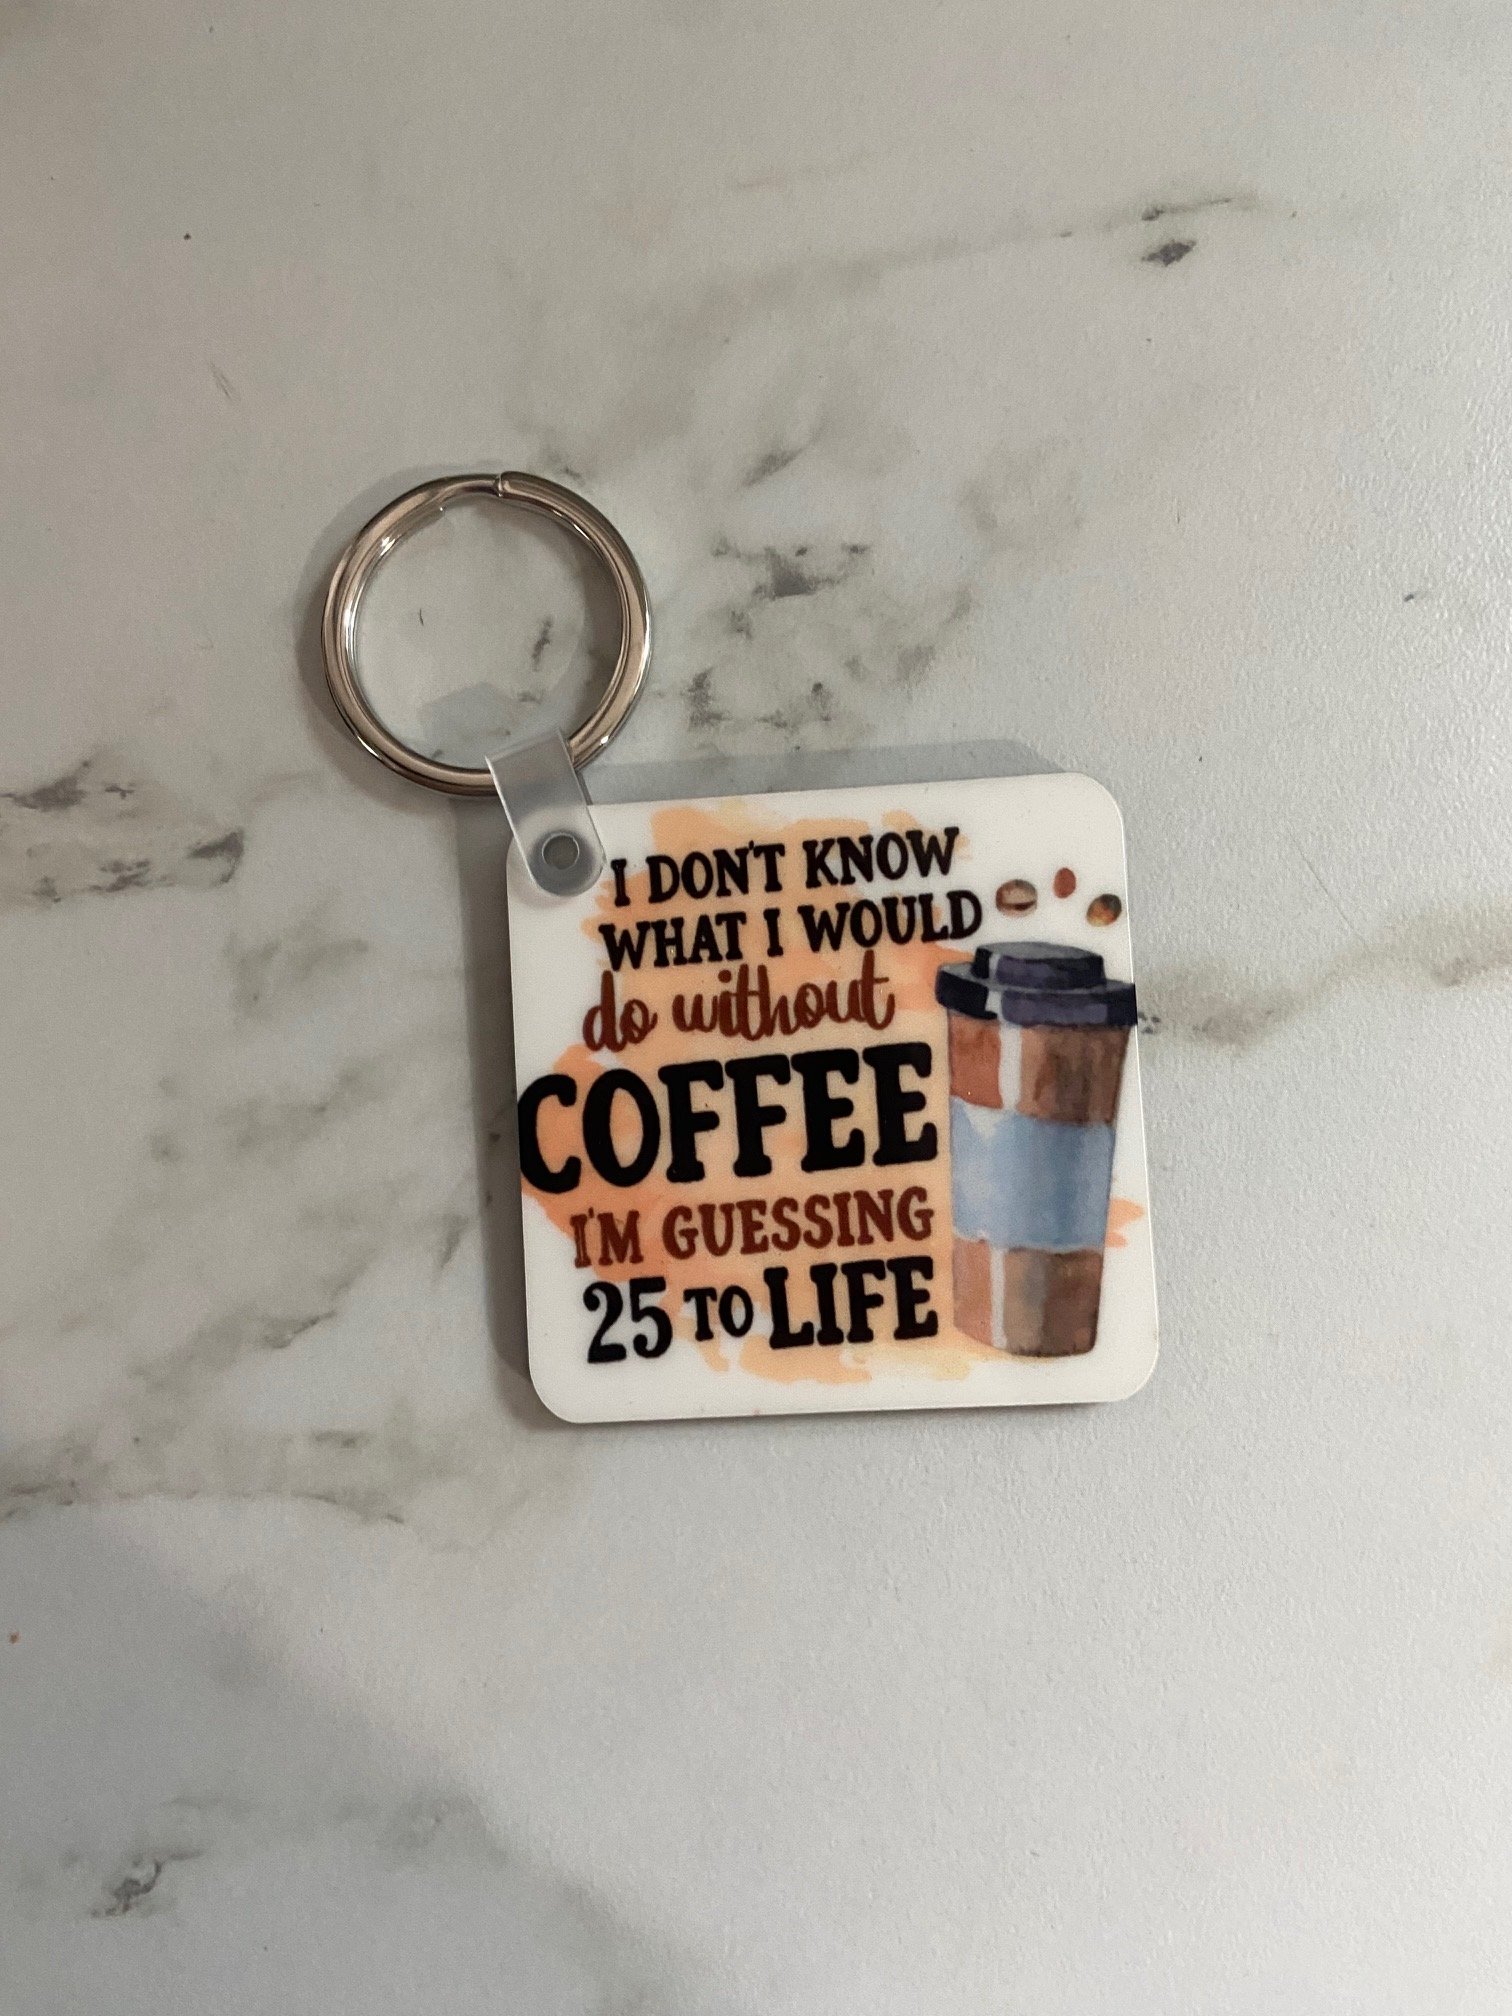 I DON'T KNOW
WHAT I WOULD
do without
COFFEE
I'M GUESSING
25 TO LIFE